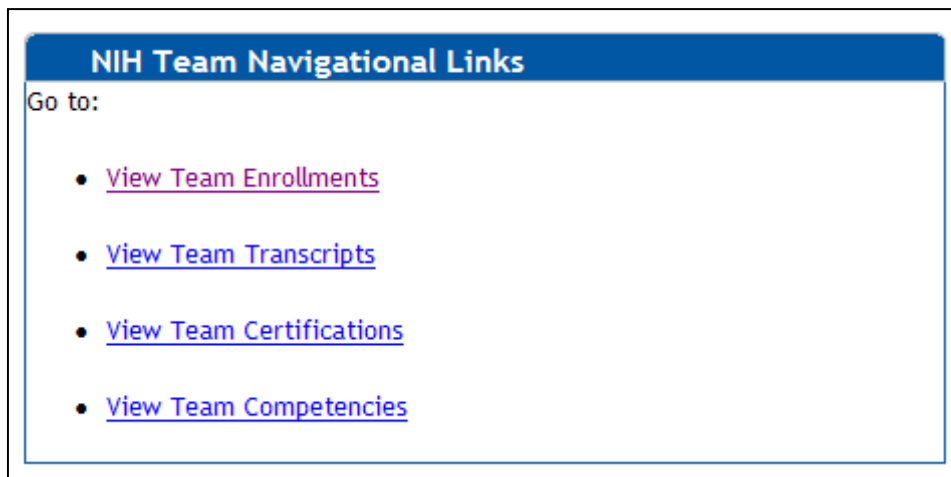 NIH Team Navigational Links
Go to:
View Team Enrollments
View Team Transcripts
View Team Certifications
View Team Competencies